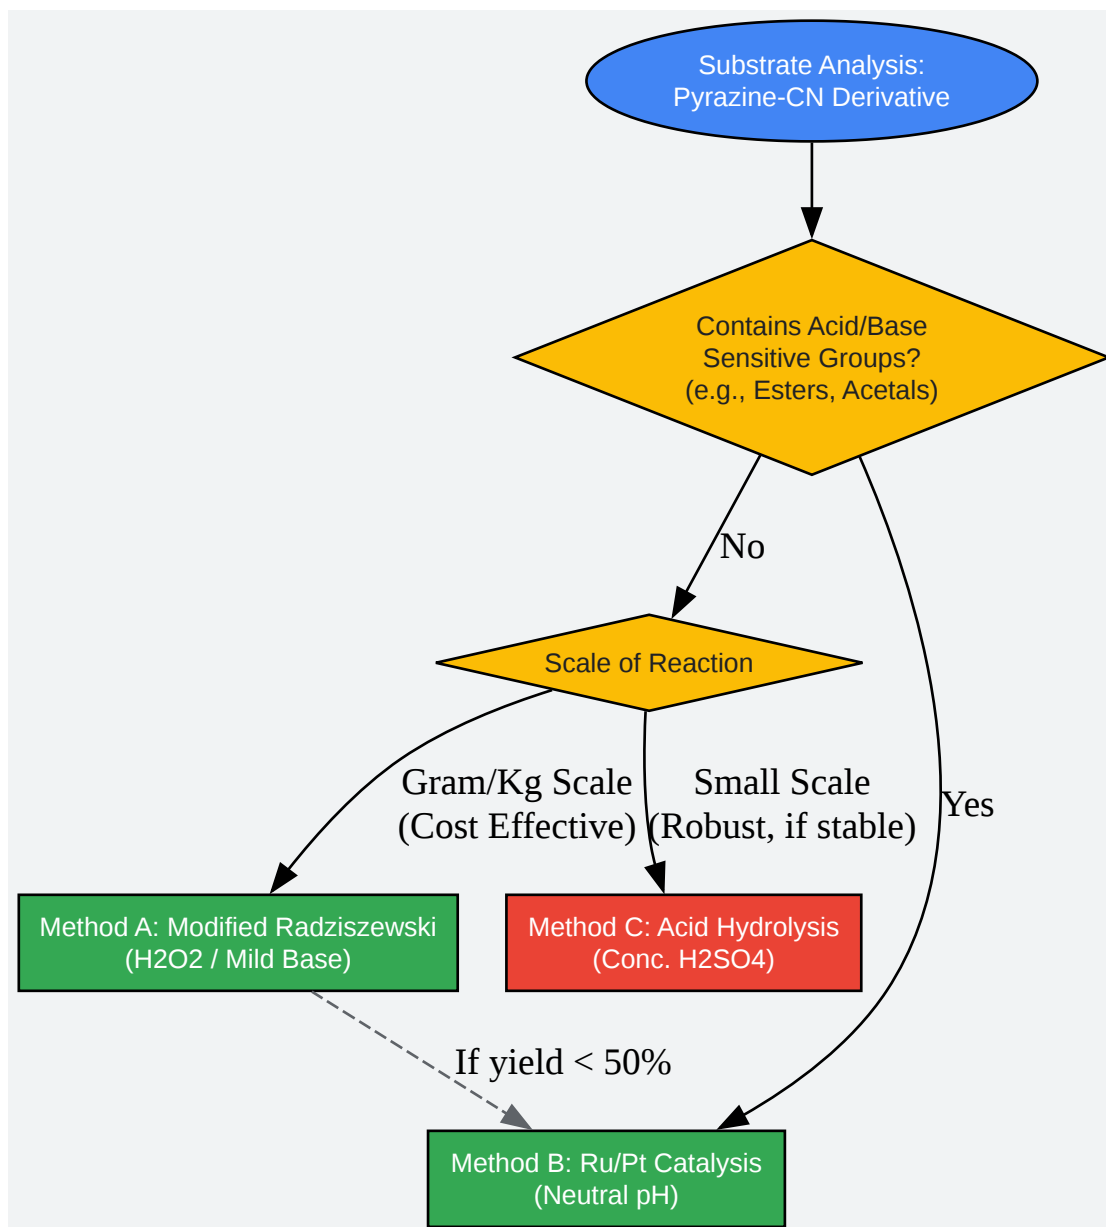 Substrate Analysis:
Pyrazine-CN Derivative
Contains Acid/Base
Sensitive Groups?
(e.g., Esters, Acetals)
No
Scale of Reaction
Gram/Kg Scale
(Cost Effective)
Small Scale
(Robust, if stable)
Yes
Method A: Modified Radziszewski
(H2O2 / Mild Base)
Method C: Acid Hydrolysis
(Conc. H2SO4)
If yield < 50%
Method B: Ru/Pt Catalysis
(Neutral pH)